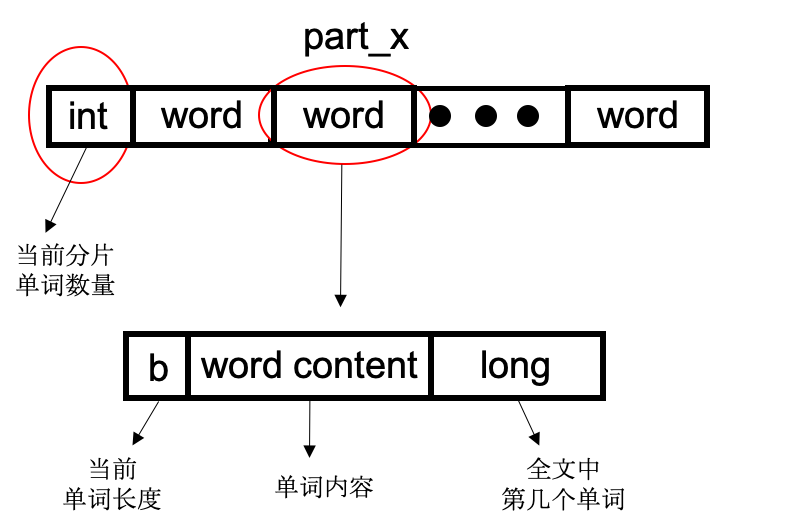 part_x
int word word word
当前分片
单词数量
b word content long
当前
单词长度
单词内容
全文中
第几个单词